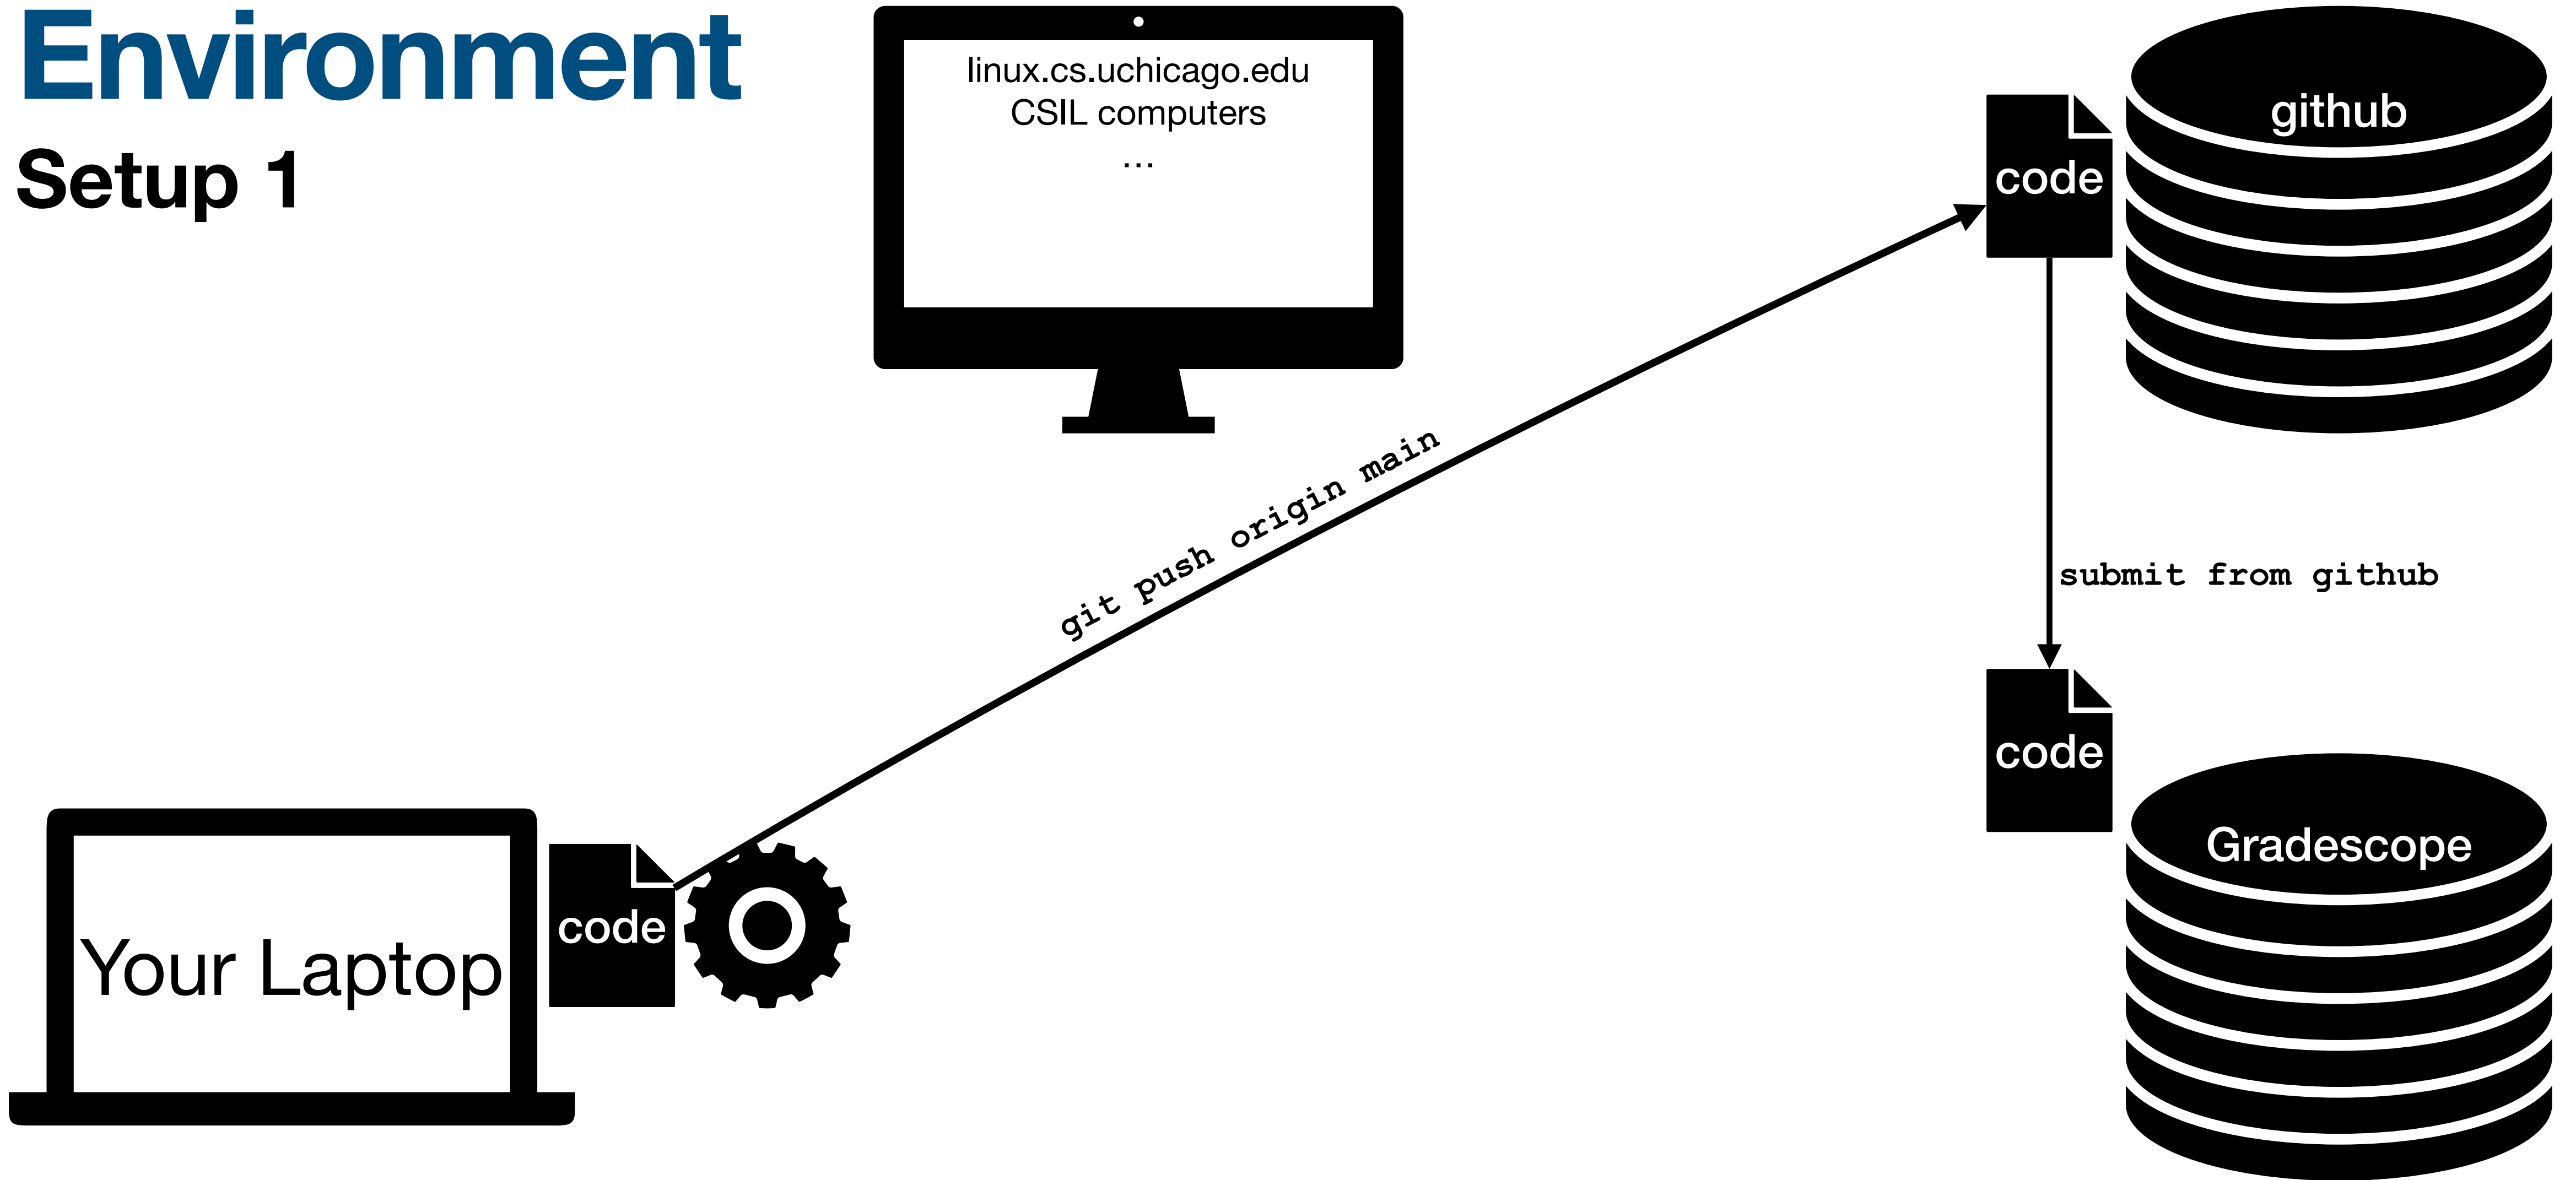 Environment
Setup 1
linux.cs.uchicago.edu
CSIL computers
...
github
code
git push origin main
submit from github
code
Gradescope
Your Laptop
code